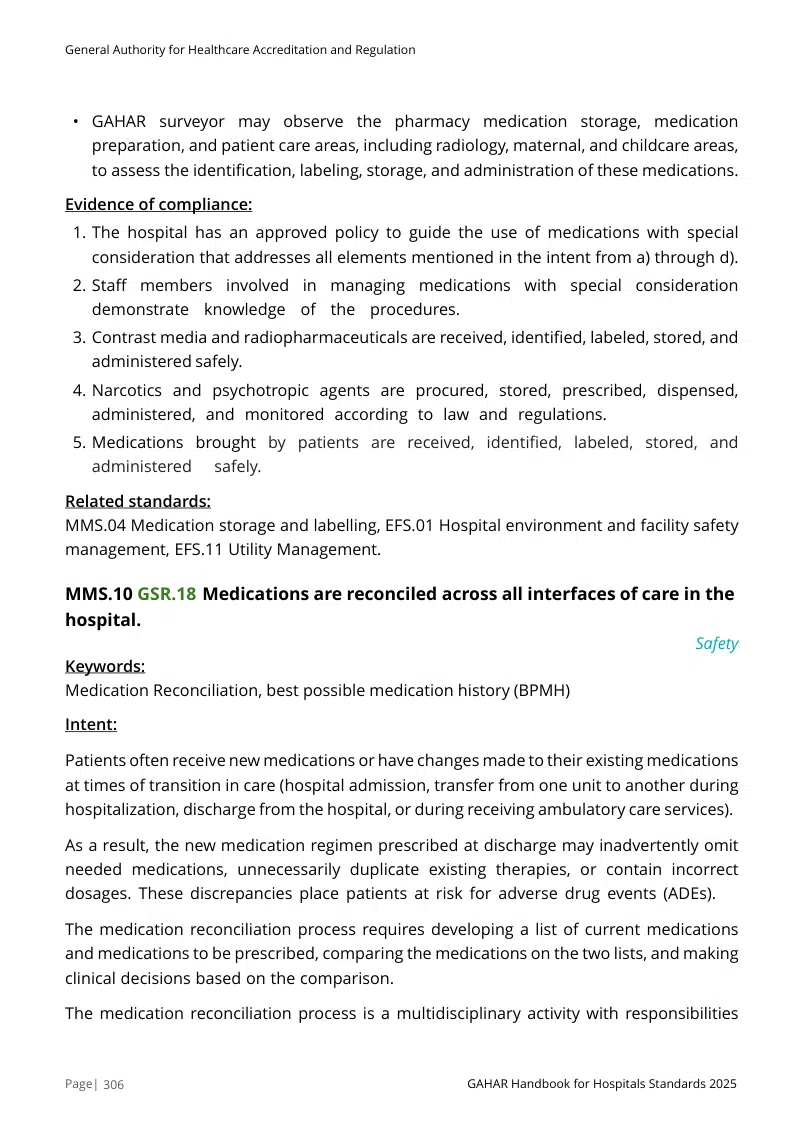 General Authority for Healthcare Accreditation and Regulation
• GAHAR surveyor may observe the pharmacy medication storage, medication
preparation, and patient care areas, including radiology, maternal, and childcare areas,
to assess the identification, labeling, storage, and administration of these medications.
Evidence of compliance:
1. The hospital has an approved policy to guide the use of medications with special
consideration that addresses all elements mentioned in the intent from a) through d).
2. Staff members involved in managing medications with special consideration
demonstrate knowledge of the procedures.
3. Contrast media and radiopharmaceuticals are received, identified, labeled, stored, and
administered safely.
4. Narcotics and psychotropic agents are procured, stored, prescribed, dispensed,
administered, and monitored according to law and regulations.
5. Medications brought by patients are received, identified, labeled, stored, and
administered safely.
Related standards:
MMS.04 Medication storage and labelling, EFS.01 Hospital environment and facility safety
management, EFS.11 Utility Management.
MMS.10 GSR.18 Medications are reconciled across all interfaces of care in the
hospital.
Safety
Keywords:
Medication Reconciliation, best possible medication history (BPMH)
Intent:
Patients often receive new medications or have changes made to their existing medications
at times of transition in care (hospital admission, transfer from one unit to another during
hospitalization, discharge from the hospital, or during receiving ambulatory care services).
As a result, the new medication regimen prescribed at discharge may inadvertently omit
needed medications, unnecessarily duplicate existing therapies, or contain incorrect
dosages. These discrepancies place patients at risk for adverse drug events (ADEs).
The medication reconciliation process requires developing a list of current medications
and medications to be prescribed, comparing the medications on the two lists, and making
clinical decisions based on the comparison.
The medication reconciliation process is a multidisciplinary activity with responsibilities
Page| 306
GAHAR Handbook for Hospitals Standards 2025